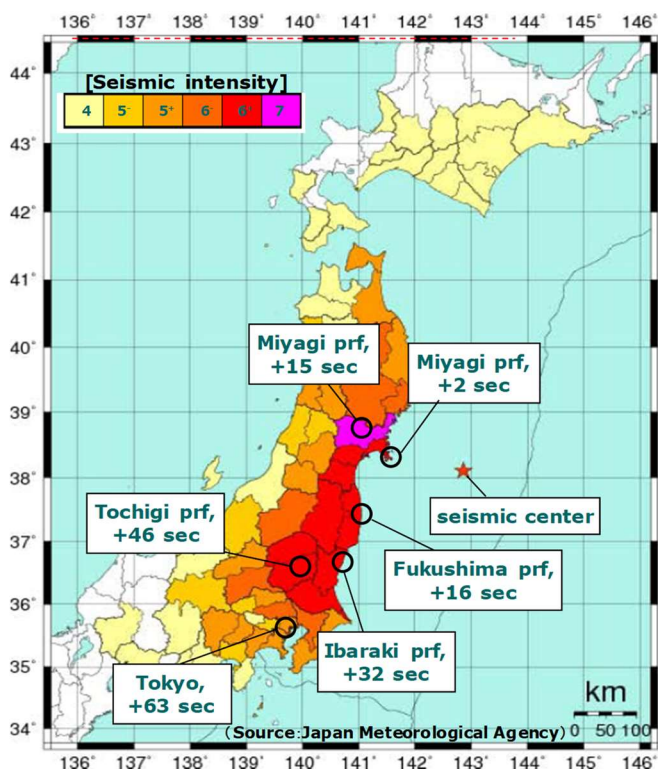 136° 137° 138° 139° 140° 141° 142° 143° 144° 145° 146°
[Seismic intensity]
4 5- 5+ 6- 6+ 7
44°
43°
42°
41°
40°
39°
38°
37°
36°
35°
34°
Miyagi prf,
+15 sec
Miyagi prf,
+2 sec
seismic center
Tochigi prf,
+46 sec
Fukushima prf,
+16 sec
Ibaraki prf,
+32 sec
Tokyo,
+63 sec
km
0 50 100
(Source:Japan Meteorological Agency)
136° 137° 138° 139° 140° 141° 142° 143° 144° 145° 146°